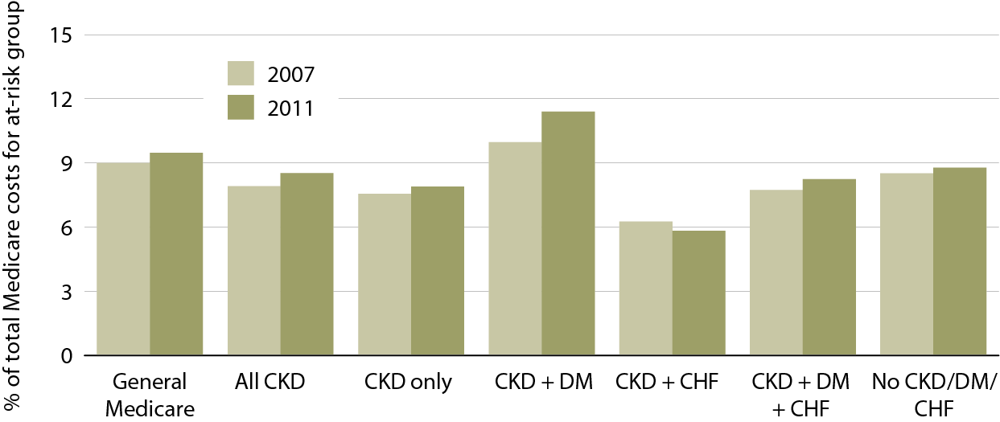 % of total Medicare costs for at-risk group
15
12
9
6
3
0
2007
2011
General
Medicare
All CKD
CKD only
CKD + DM
CKD + CHF
CKD + DM
+ CHF
No CKD/DM/
CHF